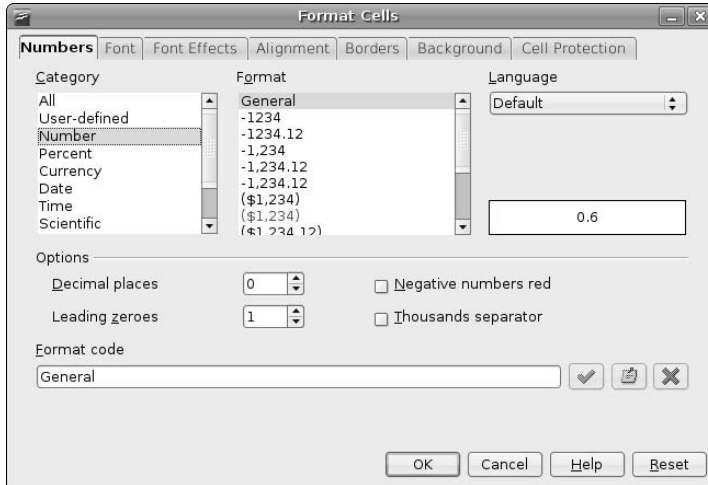 Format Cells
Numbers Font Font Effects Alignment Borders Background Cell Protection
Category
All
User-defined
Number
Percent
Currency
Date
Time
Scientific
Format
General
-1234
-1234.12
-1,234
-1,234.12
-1,234.12
($1,234)
($1,234)
($1,234.12)
Language
Default
0.6
Options
Decimal places 0
Negative numbers red
Leading zeroes 1
Thousands separator
Format code
General
OK Cancel Help Reset